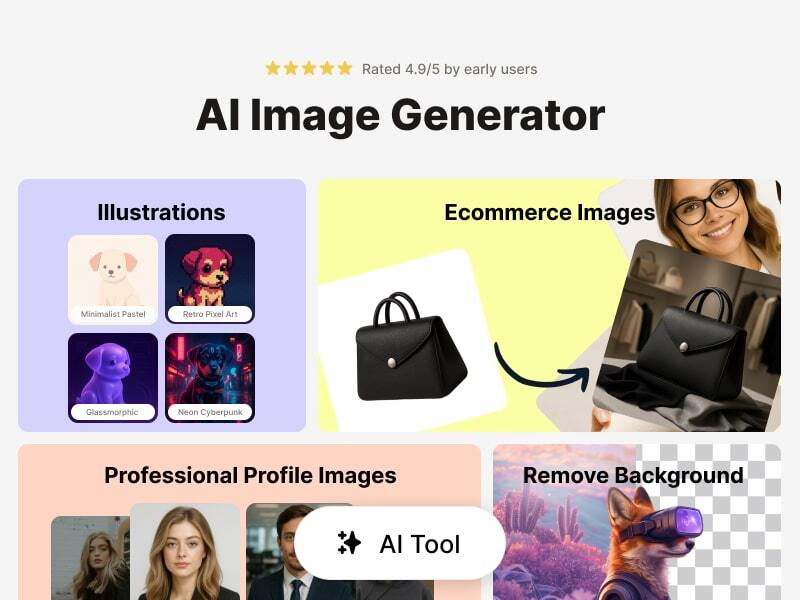 Rated 4.9/5 by early users
AI Image Generator
Illustrations
Minimalist Pastel
Retro Pixel Art
Glassmorphic
Neon Cyberpunk
Ecommerce Images
Professional Profile Images
Remove Background
AI Tool